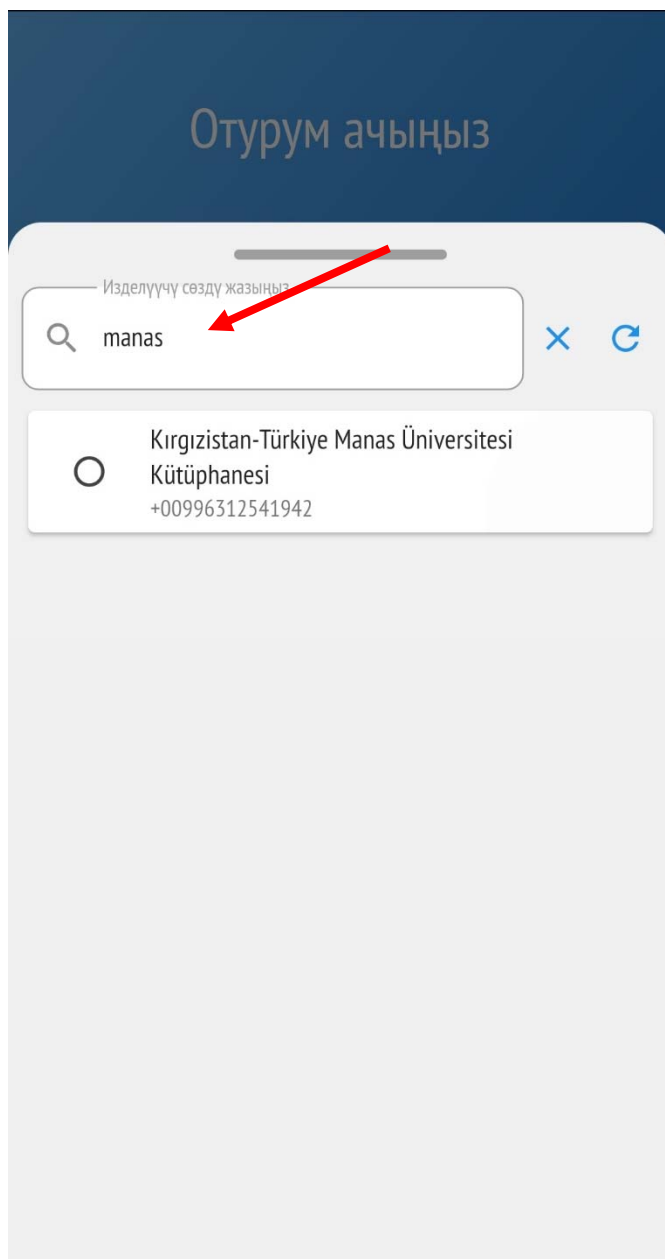 Отурум ачыңыз
Изделүүчү сөздү жазыңыз
manas
Kırgızistan-Türkiye Manas Üniversitesi
Kütüphanesi
+00996312541942